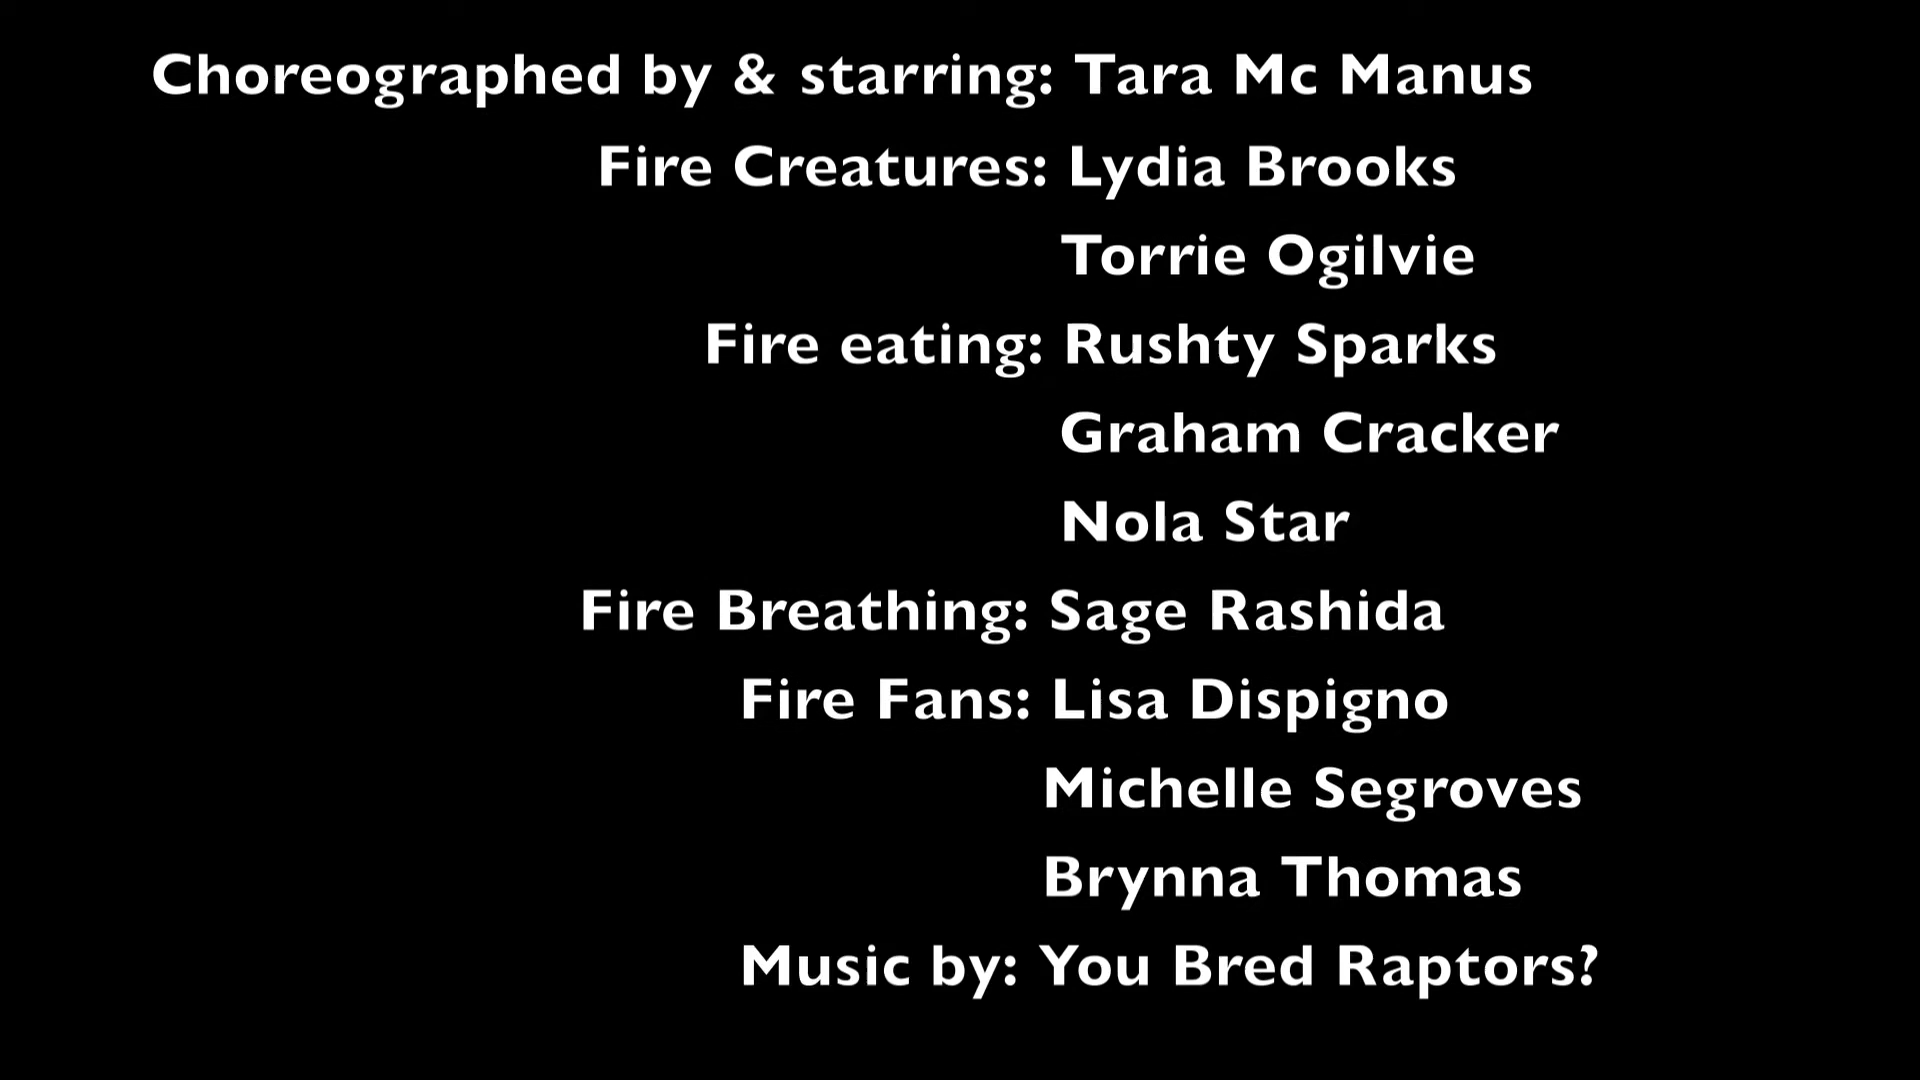 Choreographed by & starring: Tara Mc Manus
Fire Creatures: Lydia Brooks
Torrie Ogilvie
Fire eating: Rushty Sparks
Graham Cracker
Nola Star
Fire Breathing: Sage Rashida
Fire Fans: Lisa Dispigno
Michelle Segroves
Brynna Thomas
Music by: You Bred Raptors?